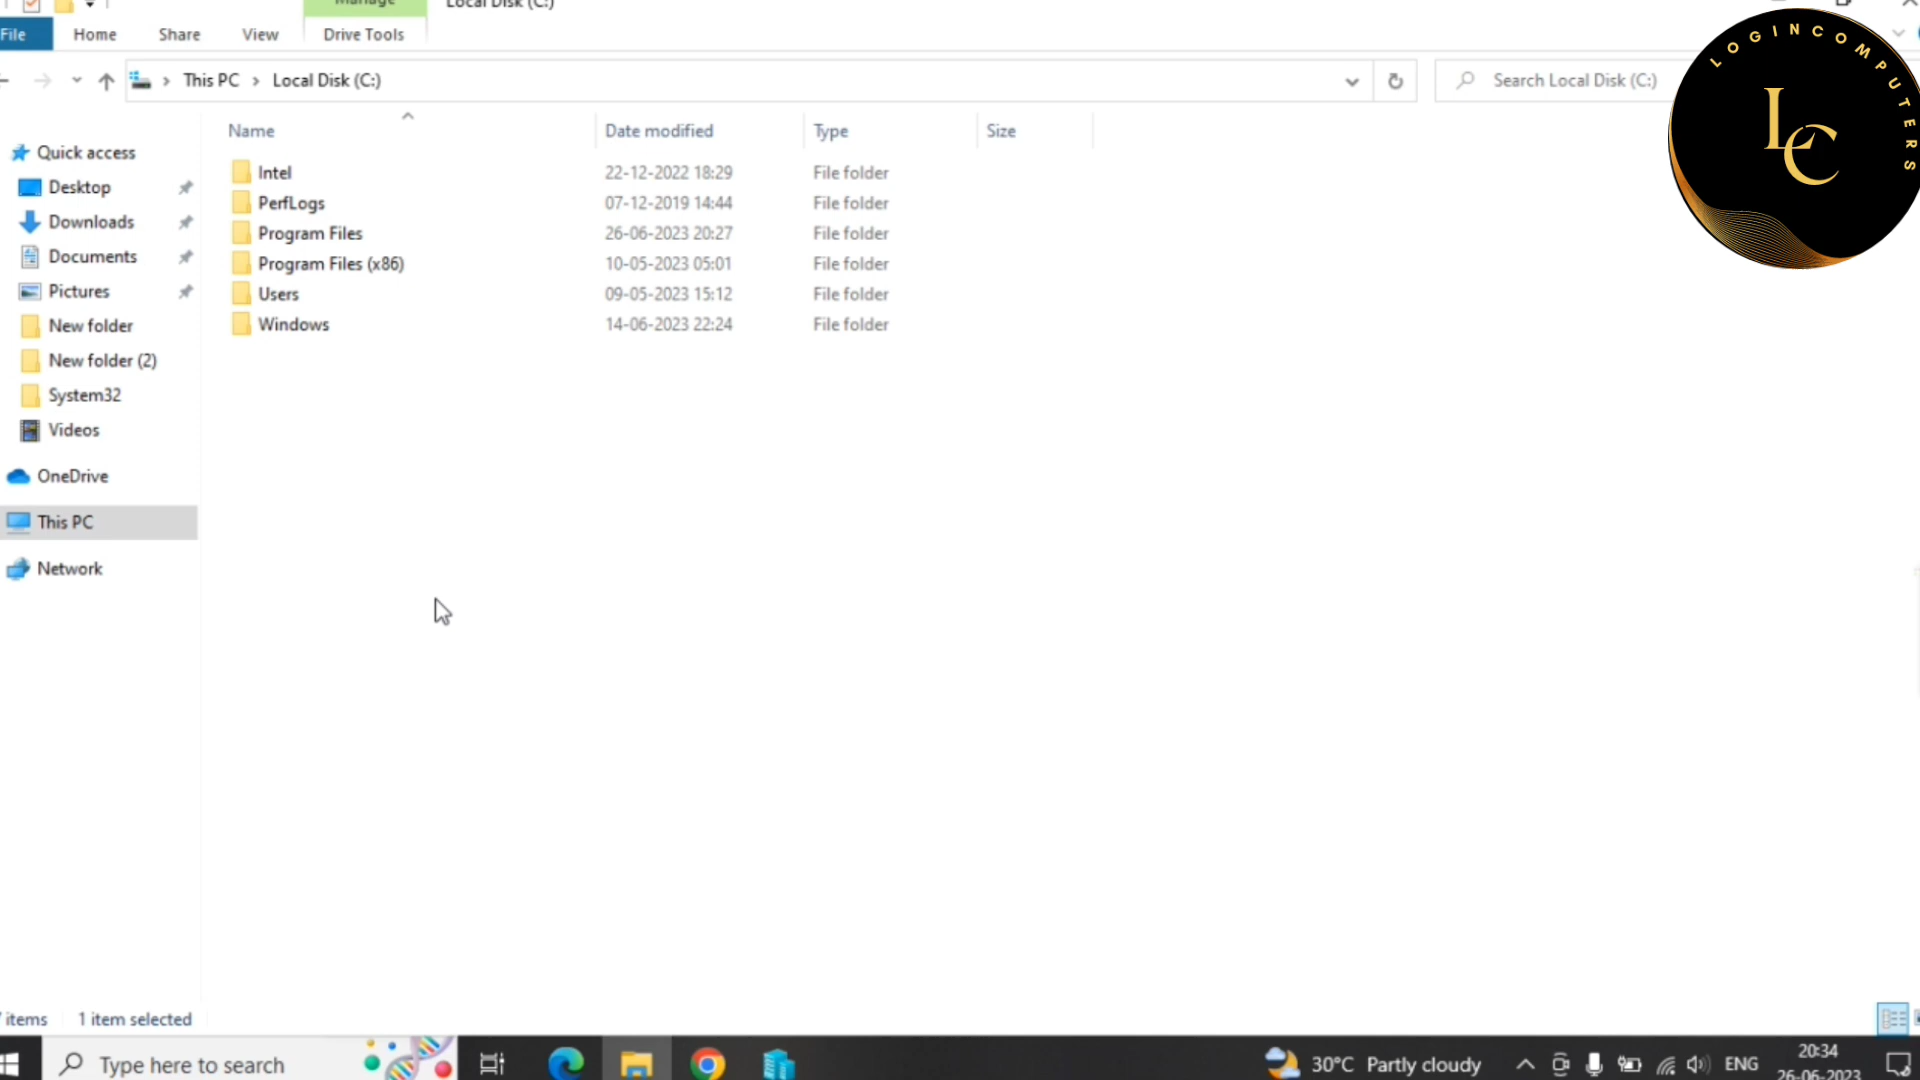 Manage
Local Disk (C:)
File
Home
Share
View
Drive Tools
This PC
Local Disk (C:)
Search Local Disk (C:)
LOGINCOMPUTERS
LC
Name
Date modified
Type
Size
Quick access
Desktop
Downloads
Documents
Pictures
New folder
New folder (2)
System32
Videos
OneDrive
This PC
Network
Intel 22-12-2022 18:29 File folder
PerfLogs 07-12-2019 14:44 File folder
Program Files 26-06-2023 20:27 File folder
Program Files (x86) 10-05-2023 05:01 File folder
Users 09-05-2023 15:12 File folder
Windows 14-06-2023 22:24 File folder
items 1 item selected
Type here to search
30°C Partly cloudy
ENG
20:34
26-06-2023